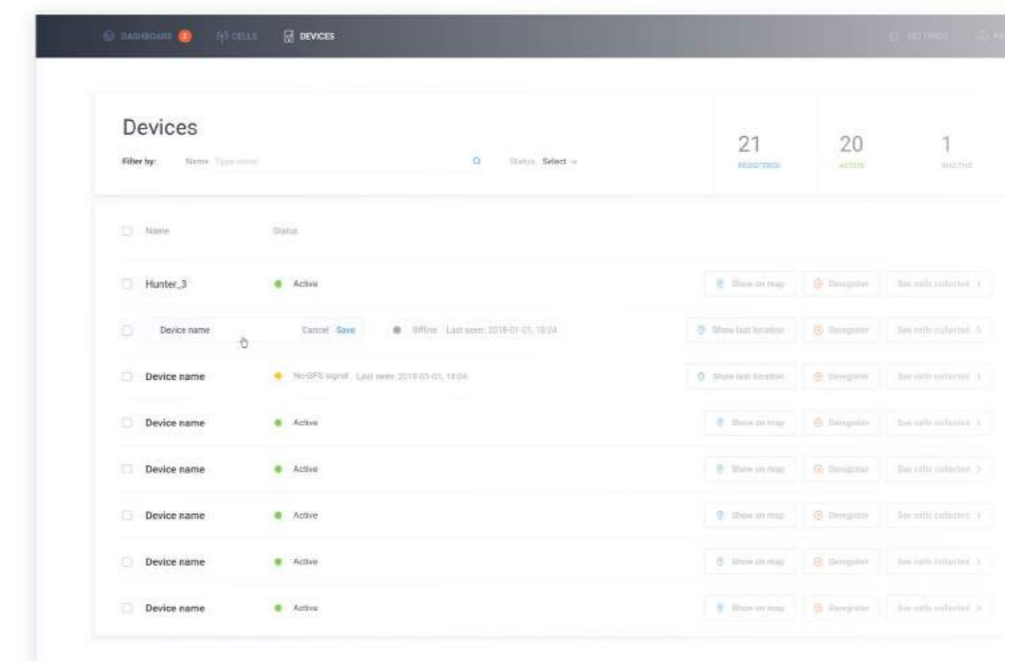 DASHBOARD 2 CELLS DEVICES SETTINGS
Devices
Filter by: Name Type name Status Select
21 20 1
REGISTERED ACTIVE INACTIVE
Name Status
Hunter_3 Active Show on map Deregister See cells collected
Device name Cancel Save Offline Last seen: 2018-01-01, 18:04 Show last location Deregister See cells collected
Device name No GPS signal Last seen: 2018-01-01, 18:04 Show last location Deregister See cells collected
Device name Active Show on map Deregister See cells collected
Device name Active Show on map Deregister See cells collected
Device name Active Show on map Deregister See cells collected
Device name Active Show on map Deregister See cells collected
Device name Active Show on map Deregister See cells collected